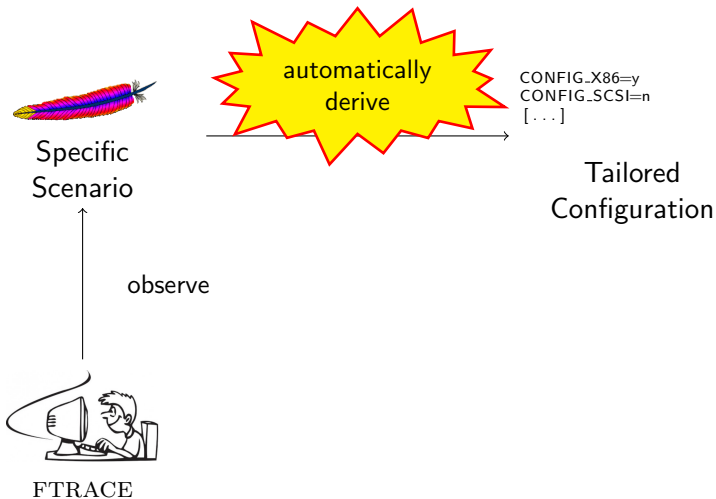 automatically
derive
CONFIG_X86=y
CONFIG_SCSI=n
[...]
Specific
Scenario
Tailored
Configuration
observe
FTRACE